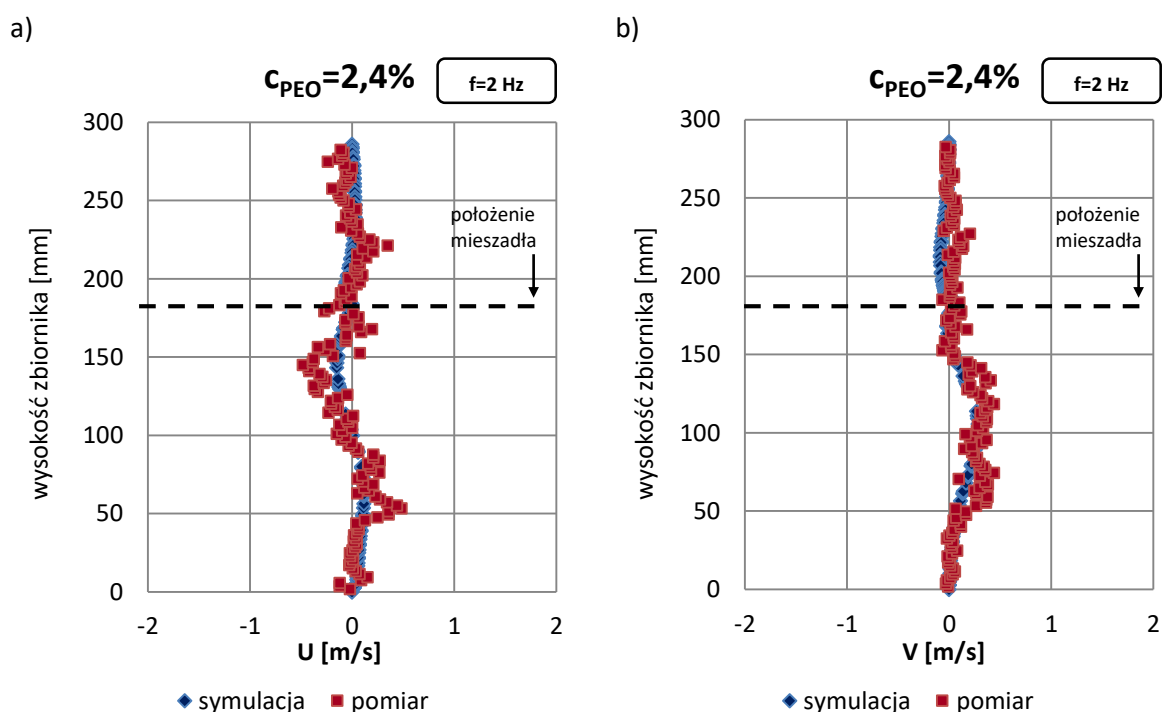 a)
c_PEO=2,4%
f=2 Hz
300
250
200
150
100
50
0
-2
-1
0
1
2
wysokość zbiornika [mm]
U [m/s]
położenie
mieszadła
symulacja
pomiar
b)
c_PEO=2,4%
f=2 Hz
300
250
200
150
100
50
0
-2
-1
0
1
2
wysokość zbiornika [mm]
V [m/s]
położenie
mieszadła
symulacja
pomiar